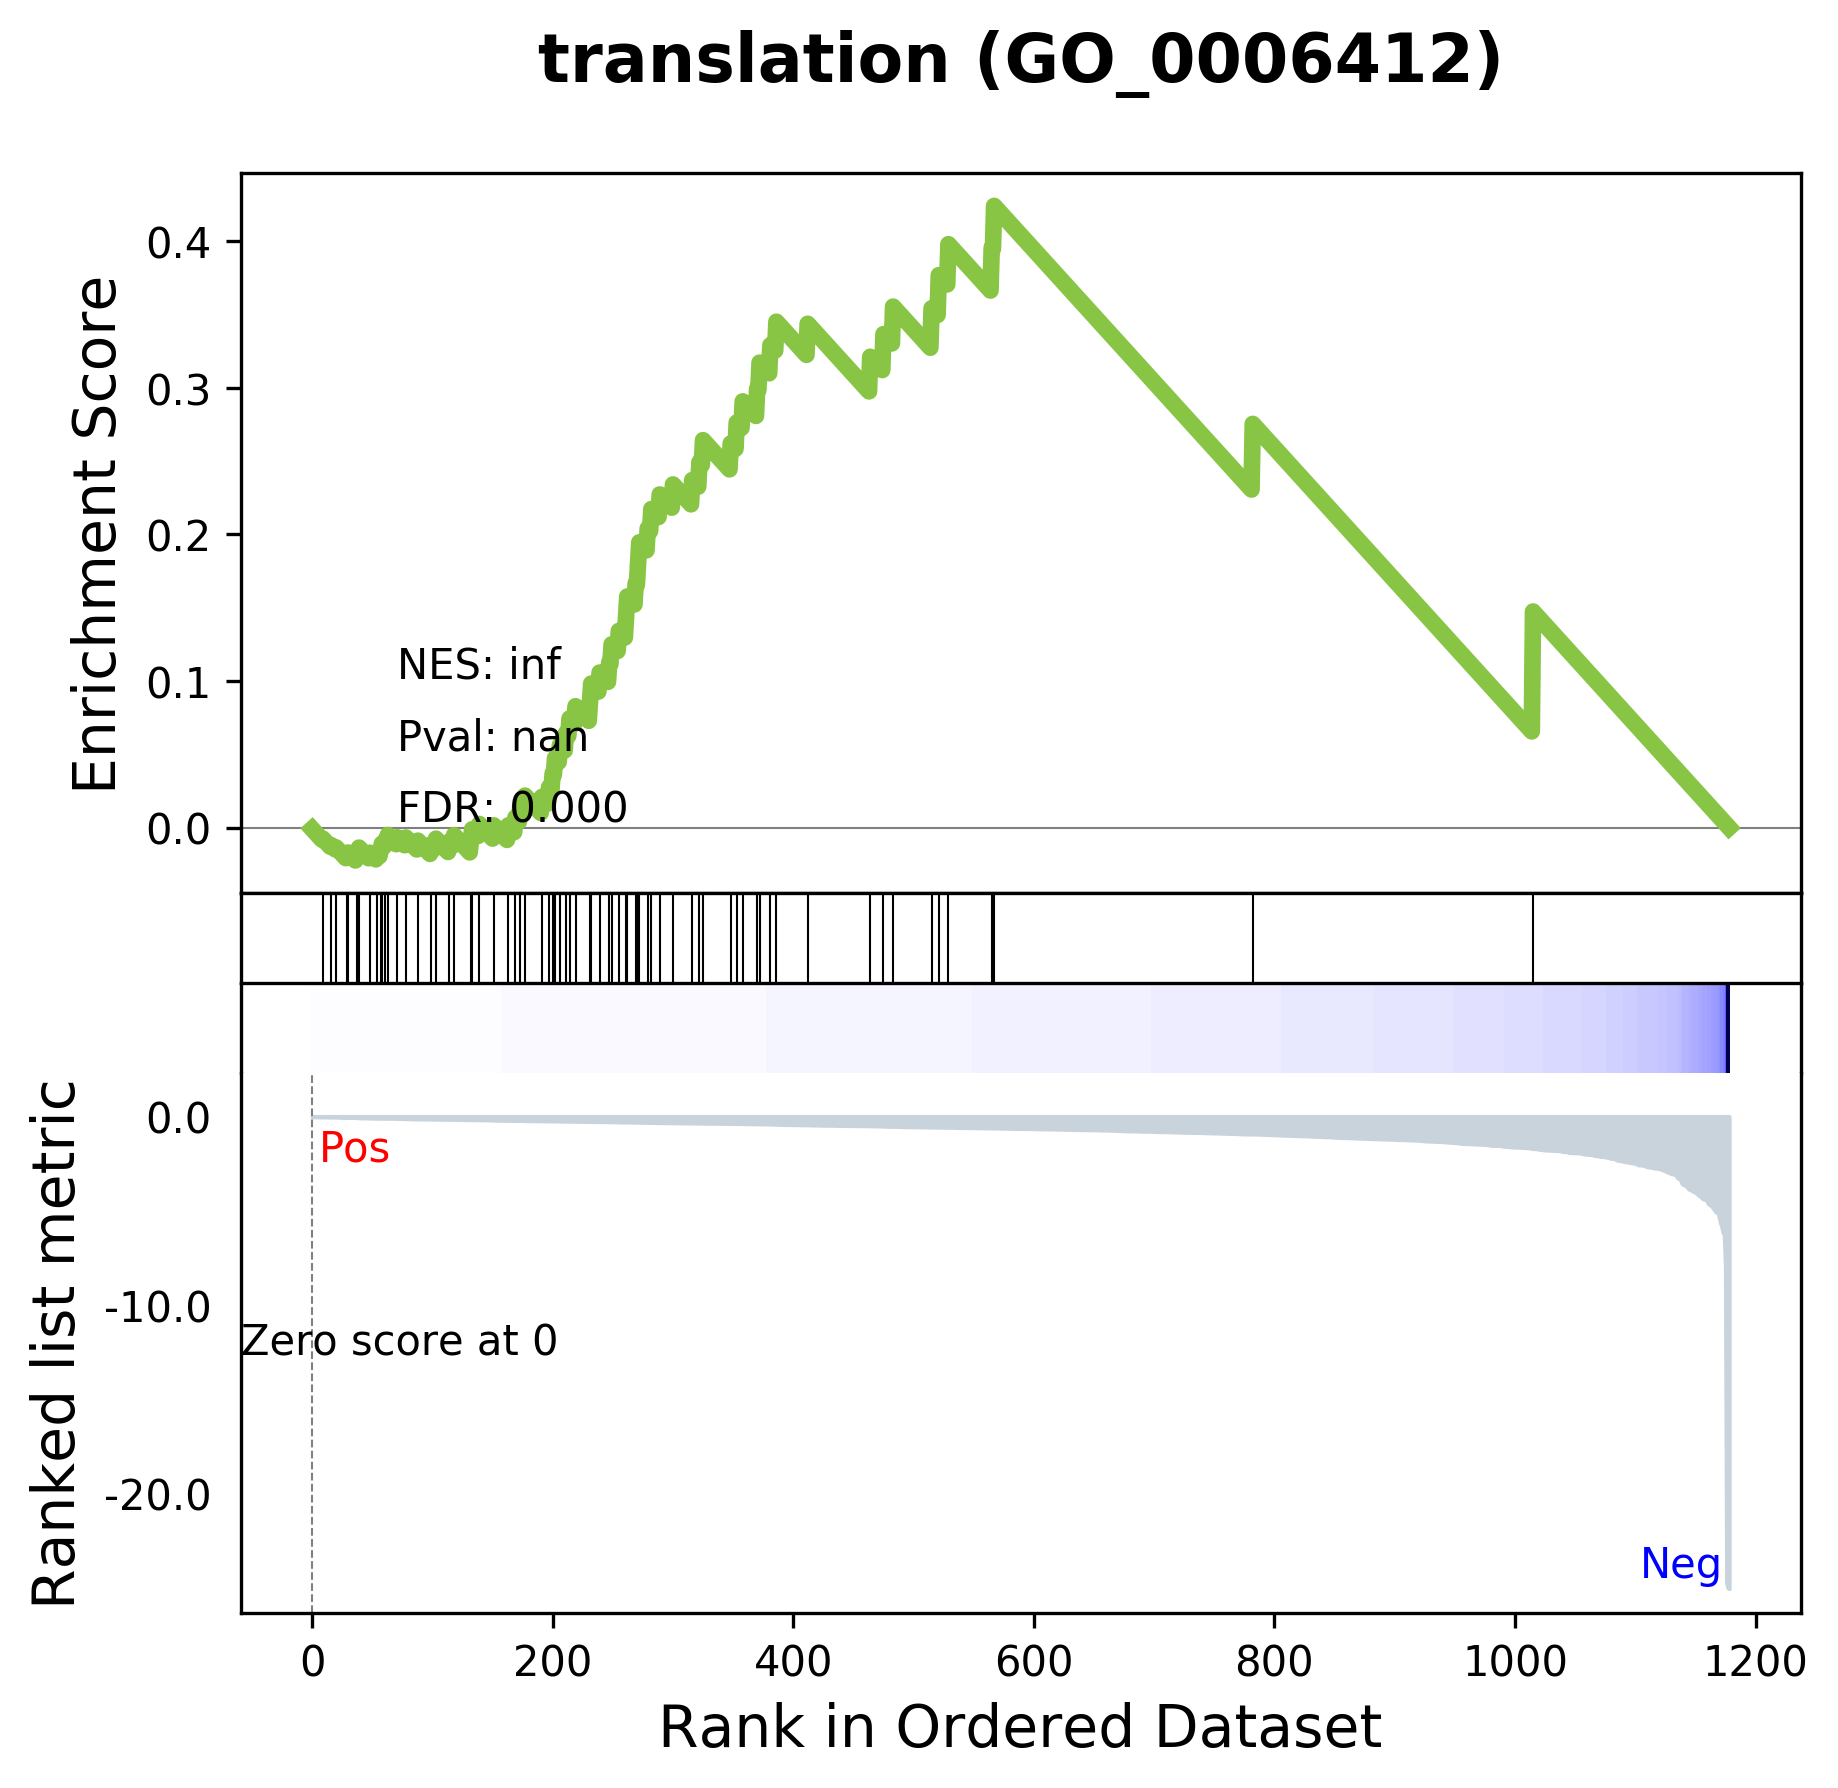 translation (GO_0006412)
Enrichment Score
0.4
0.3
0.2
0.1
0.0
NES: inf
Pval: nan
FDR: 0.000
Ranked list metric
0.0
-10.0
-20.0
Pos
Zero score at 0
Neg
0 200 400 600 800 1000 1200
Rank in Ordered Dataset